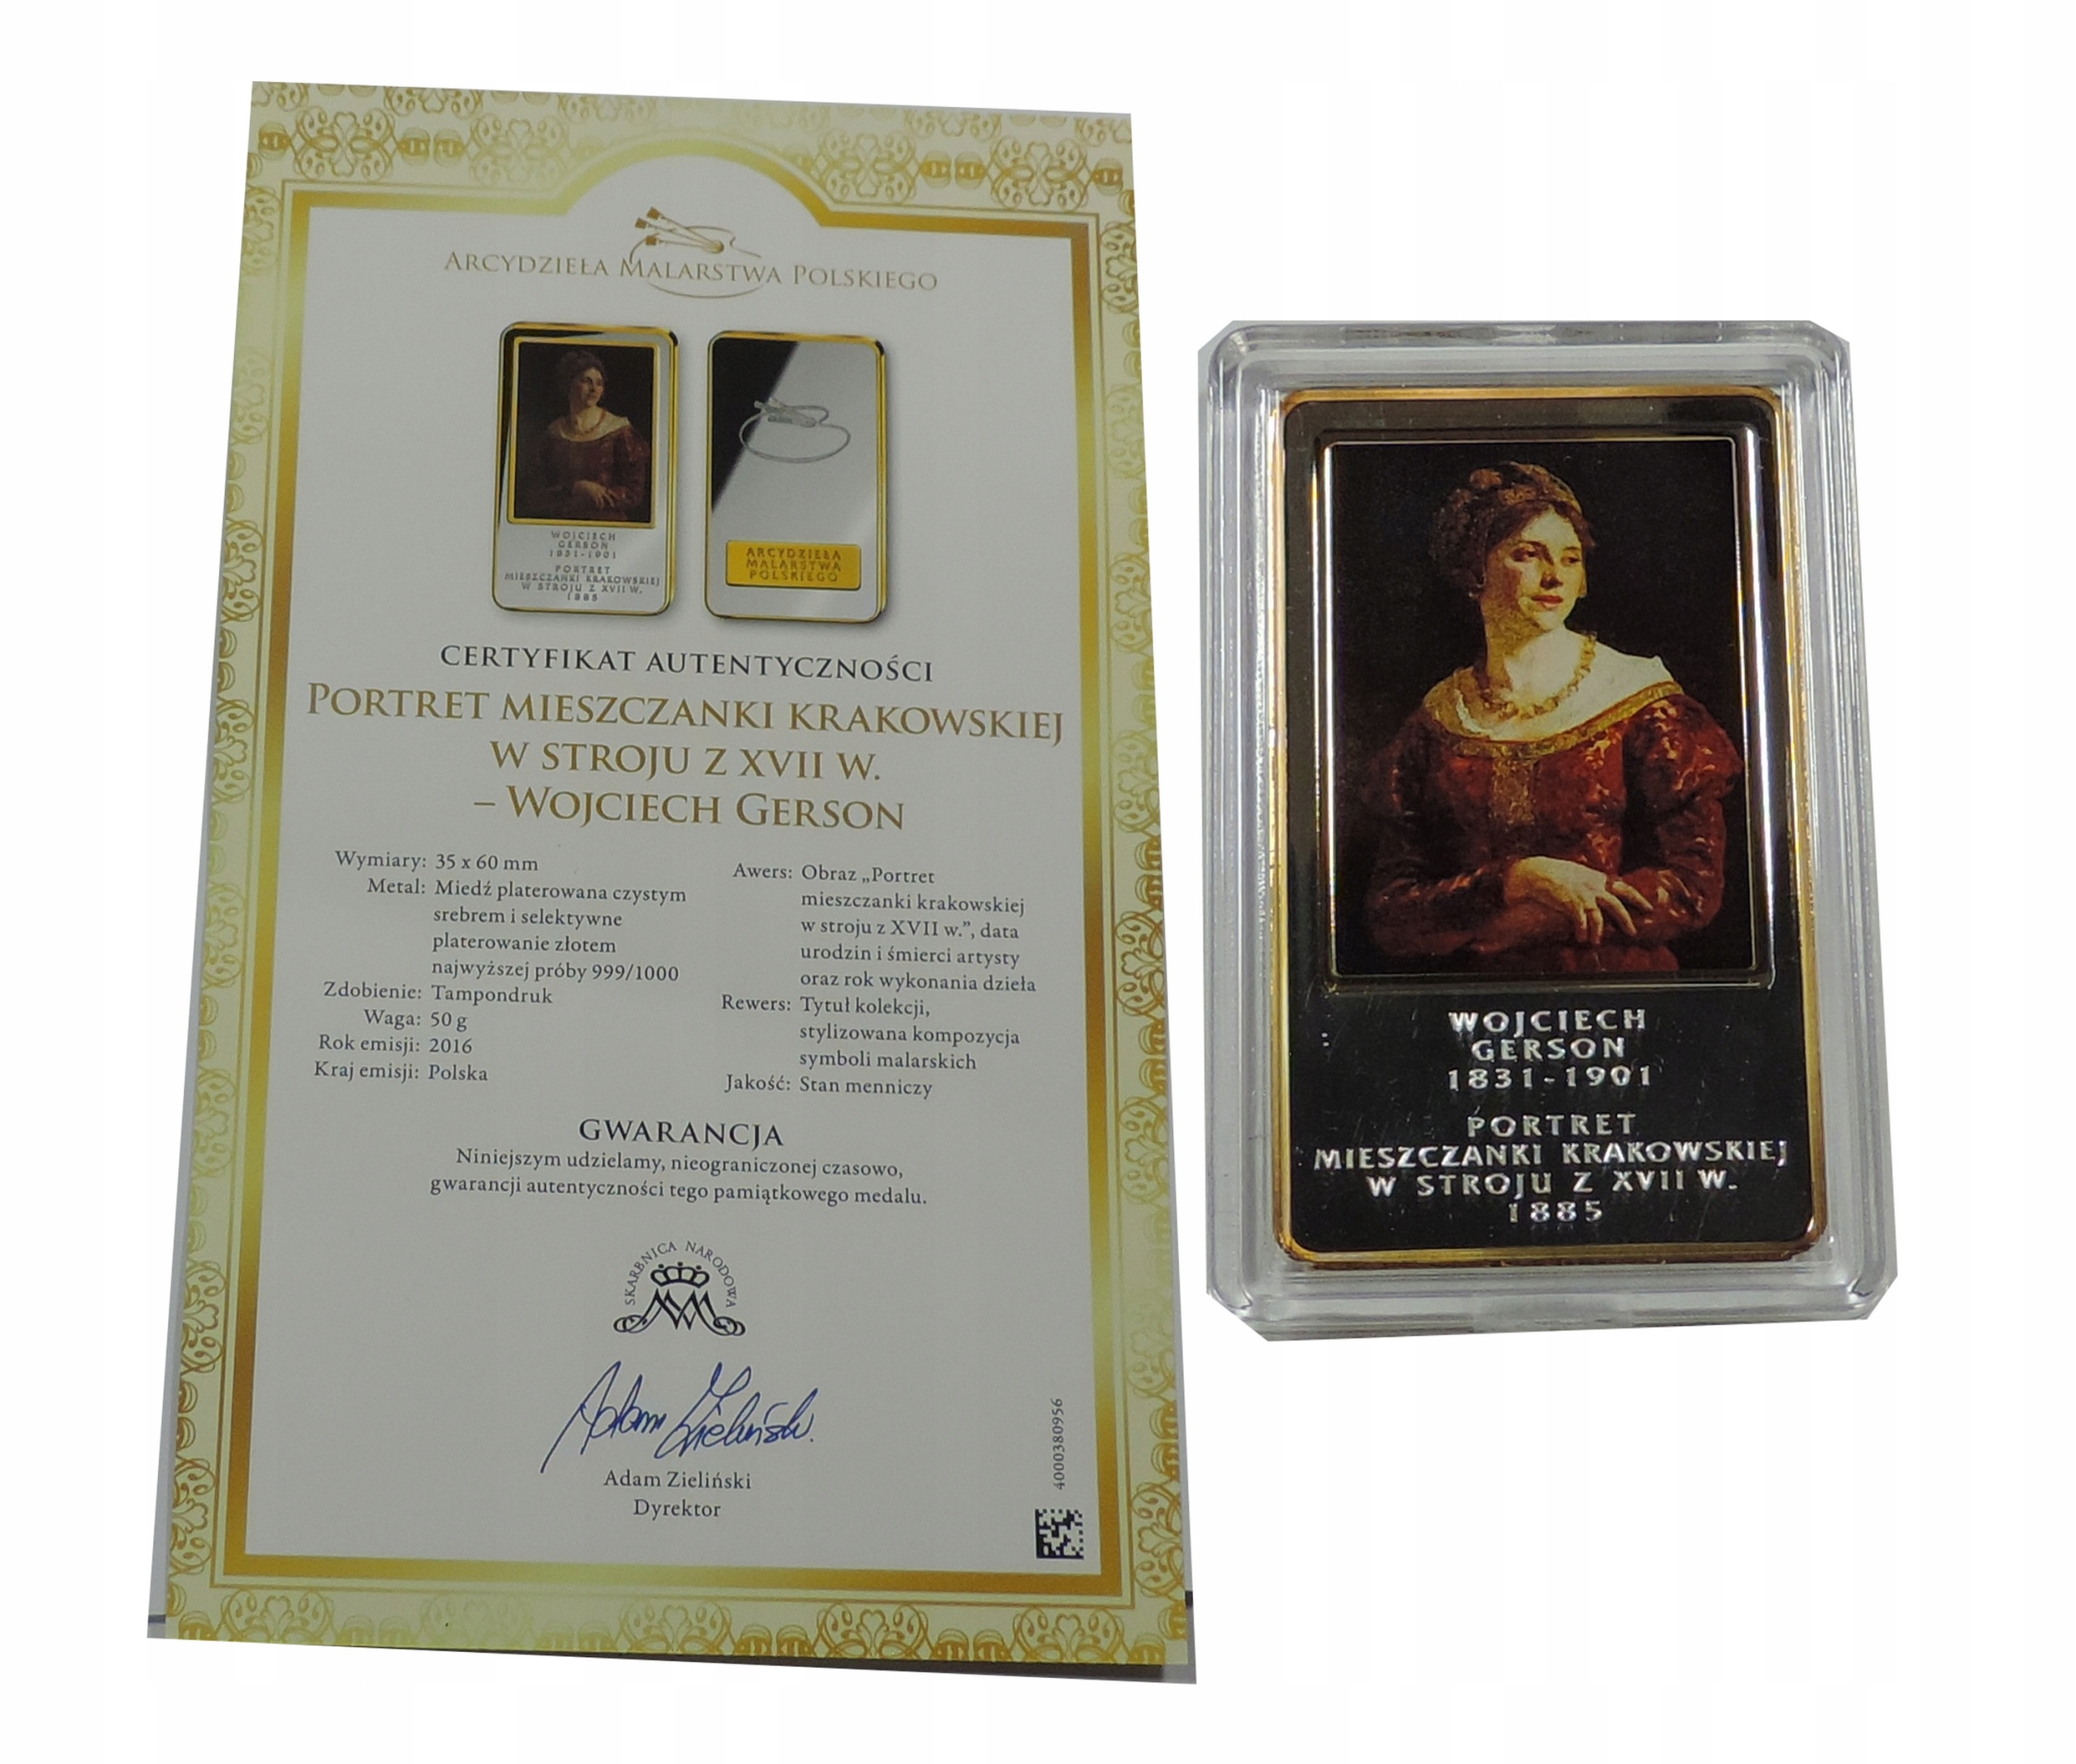 ARCYDZIEŁA MALARSTWA POLSKIEGO
WOJCIECH
GERSON
1831-1901
PORTRET
MIESZCZANKI KRAKOWSKIEJ
W STROJU Z XVII W.
1885
ARCYDZIEŁA
MALARSTWA
POLSKIEGO
CERTYFIKAT AUTENTYCZNOŚCI
PORTRET MIESZCZANKI KRAKOWSKIEJ
W STROJU Z XVII W.
– WOJCIECH GERSON
Wymiary: 35 x 60 mm
Metal: Miedź platerowana czystym
srebrem i selektywne
platerowanie złotem
najwyższej próby 999/1000
Zdobienie: Tampondruk
Waga: 50 g
Rok emisji: 2016
Kraj emisji: Polska
Awers: Obraz „Portret
mieszczanki krakowskiej
w stroju z XVII w.”, data
urodzin i śmierci artysty
oraz rok wykonania dzieła
Rewers: Tytuł kolekcji,
stylizowana kompozycja
symboli malarskich
Jakość: Stan menniczy
GWARANCJA
Niniejszym udzielamy, nieograniczonej czasowo,
gwarancji autentyczności tego pamiątkowego medalu.
SKARBNICA NARODOWA
Adam Zieliński
Adam Zieliński
Dyrektor
4000380956
WOJCIECH
GERSON
1831-1901
PORTRET
MIESZCZANKI KRAKOWSKIEJ
W STROJU Z XVII W.
1885